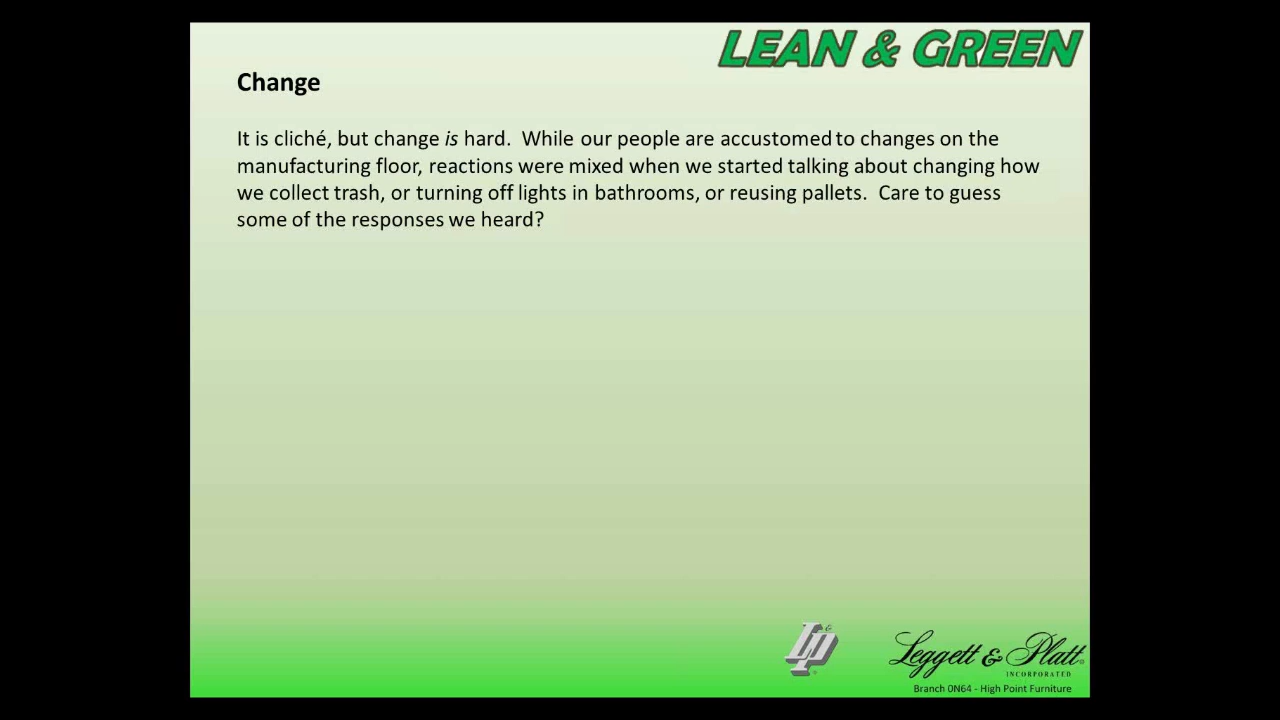 LEAN & GREEN
Change
It is cliché, but change is hard.  While our people are accustomed to changes on the
manufacturing floor, reactions were mixed when we started talking about changing how
we collect trash, or turning off lights in bathrooms, or reusing pallets.  Care to guess
some of the responses we heard?
L&P
Leggett & Platt
INCORPORATED
Branch 0N64 - High Point Furniture